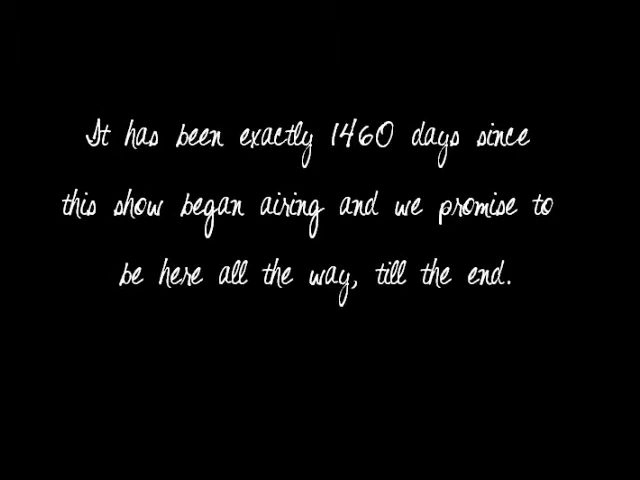 It has been exactly 1460 days since
this show began airing and we promise to
be here all the way, till the end.